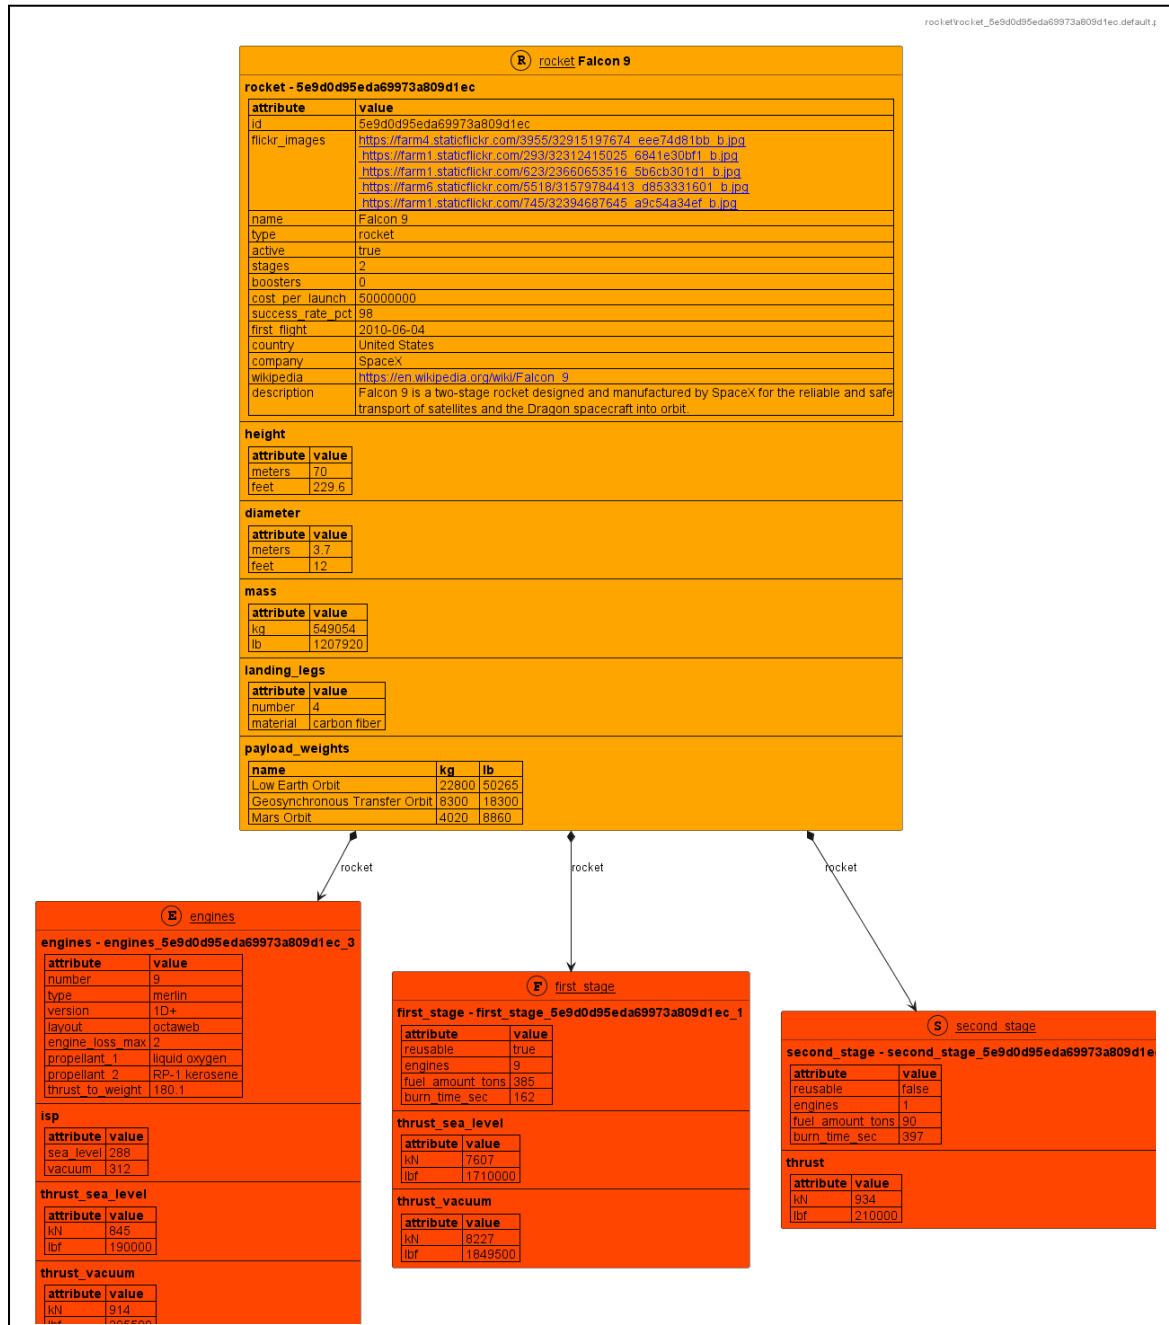 rocket\rocket_5e9d0d95eda69973a809d1ec.default.p
R rocket Falcon 9
rocket - 5e9d0d95eda69973a809d1ec
attribute value
id 5e9d0d95eda69973a809d1ec
flickr_images https://farm4.staticflickr.com/3955/32915197674_eee74d81bb_b.jpg
https://farm1.staticflickr.com/293/32312415025_6841e30bf1_b.jpg
https://farm1.staticflickr.com/623/23660653516_5b6cb301d1_b.jpg
https://farm6.staticflickr.com/5518/31579784413_d853331601_b.jpg
https://farm1.staticflickr.com/745/32394687645_a9c54a34ef_b.jpg
name Falcon 9
type rocket
active true
stages 2
boosters 0
cost_per_launch 50000000
success_rate_pct 98
first_flight 2010-06-04
country United States
company SpaceX
wikipedia https://en.wikipedia.org/wiki/Falcon_9
description Falcon 9 is a two-stage rocket designed and manufactured by SpaceX for the reliable and safe
transport of satellites and the Dragon spacecraft into orbit.
height
attribute value
meters 70
feet 229.6
diameter
attribute value
meters 3.7
feet 12
mass
attribute value
kg 549054
lb 1207920
landing_legs
attribute value
number 4
material carbon fiber
payload_weights
name kg lb
Low Earth Orbit 22800 50265
Geosynchronous Transfer Orbit 8300 18300
Mars Orbit 4020 8860
rocket
rocket
rocket
E engines
engines - engines_5e9d0d95eda69973a809d1ec_3
attribute value
number 9
type merlin
version 1D+
layout octaweb
engine_loss_max 2
propellant_1 liquid oxygen
propellant_2 RP-1 kerosene
thrust_to_weight 180.1
isp
attribute value
sea_level 288
vacuum 312
thrust_sea_level
attribute value
kN 845
lbf 190000
thrust_vacuum
attribute value
kN 914
lbf 205500
F first_stage
first_stage - first_stage_5e9d0d95eda69973a809d1ec_1
attribute value
reusable true
engines 9
fuel_amount_tons 385
burn_time_sec 162
thrust_sea_level
attribute value
kN 7607
lbf 1710000
thrust_vacuum
attribute value
kN 8227
lbf 1849500
S second_stage
second_stage - second_stage_5e9d0d95eda69973a809d1e
attribute value
reusable false
engines 1
fuel_amount_tons 90
burn_time_sec 397
thrust
attribute value
kN 934
lbf 210000